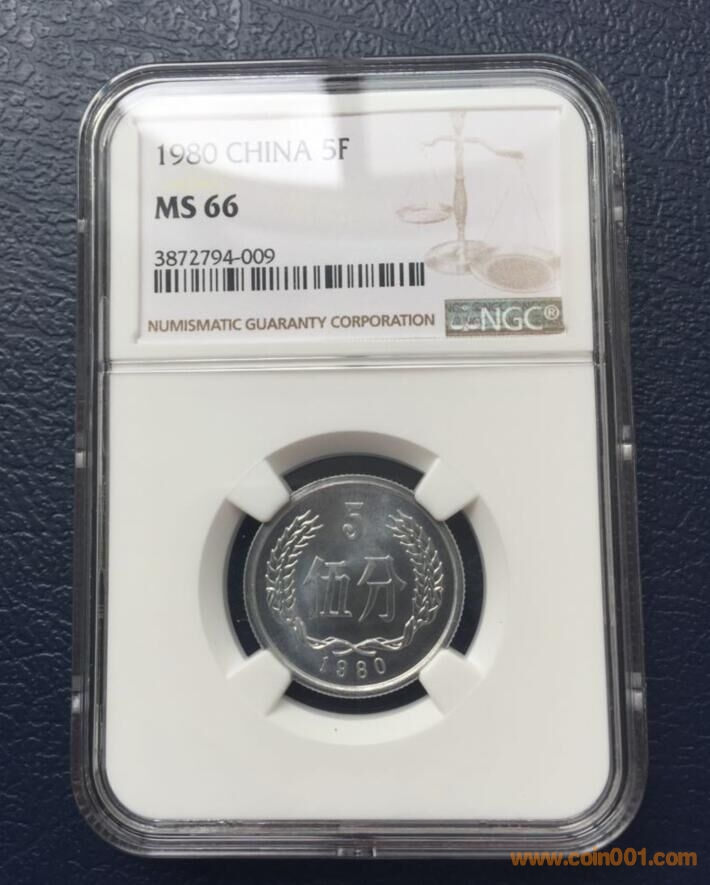 1980 CHINA 5F
MS 66
3872794-009
NUMISMATIC GUARANTY CORPORATION
NGC®
5
伍分
1980
www.coin001.com